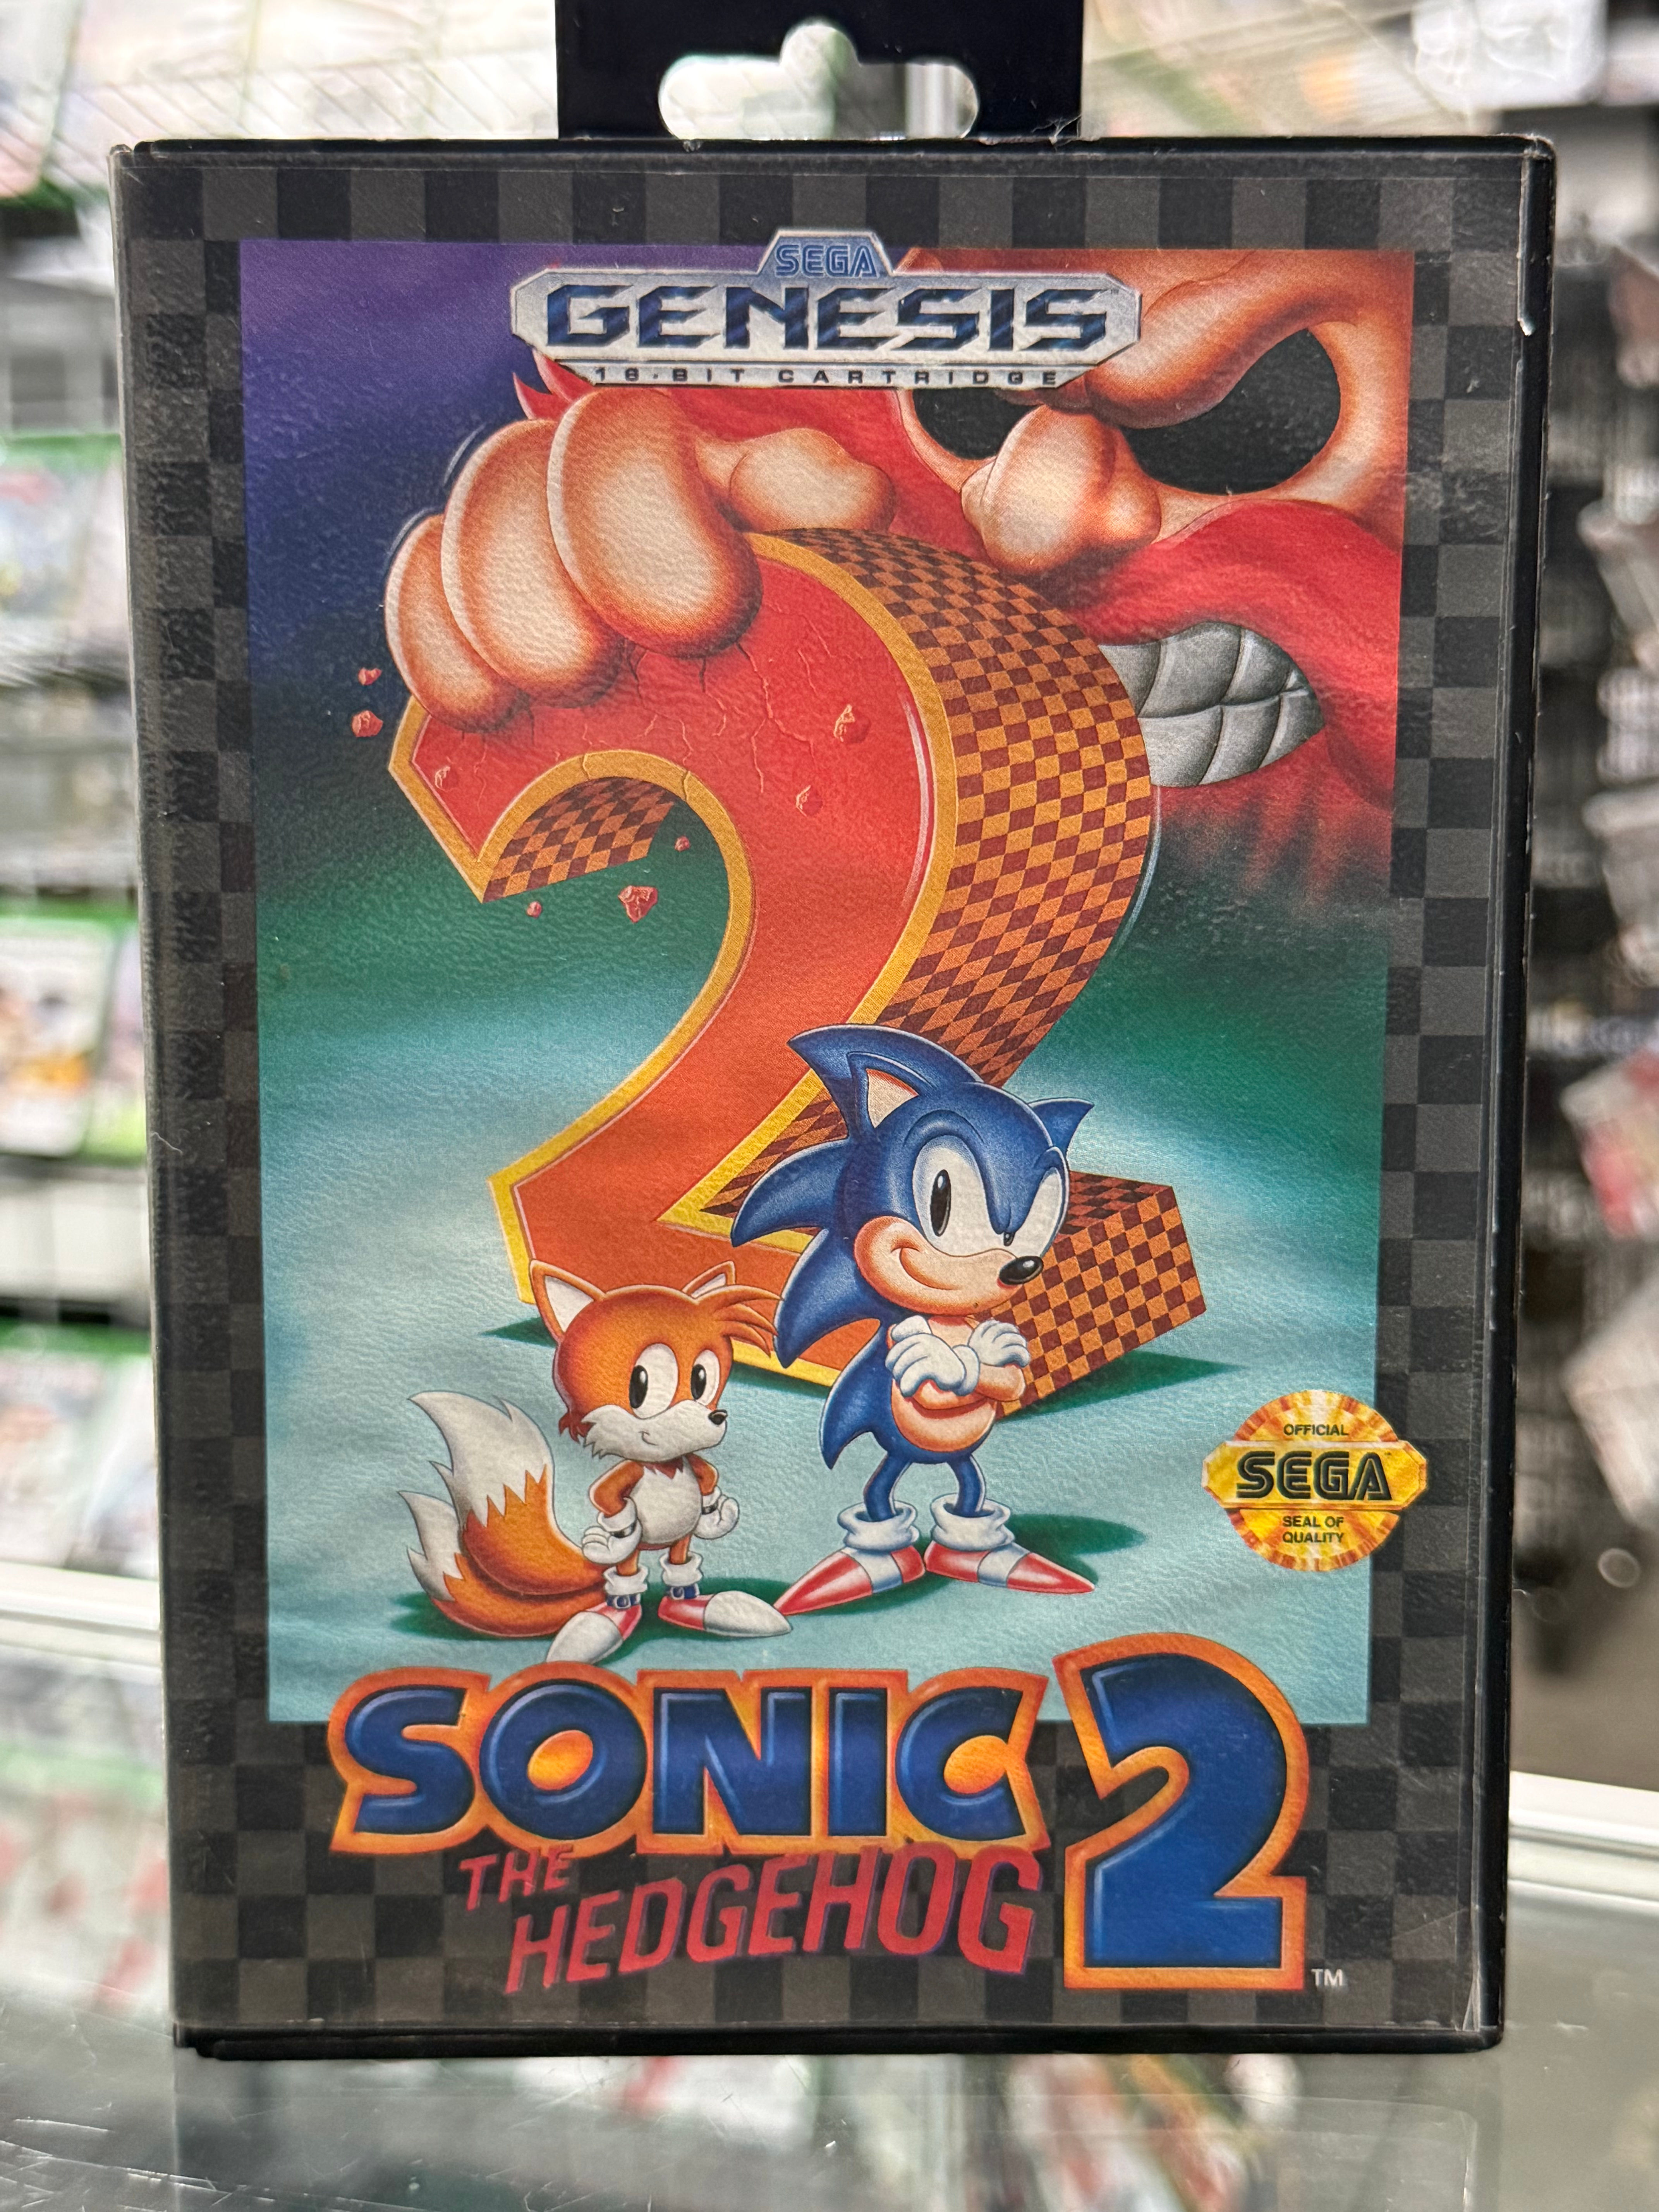 SEGA
GENESIS
16-BIT CARTRIDGE
OFFICIAL
SEGA
SEAL OF
QUALITY
SONIC 2
THE
HEDGEHOG
TM